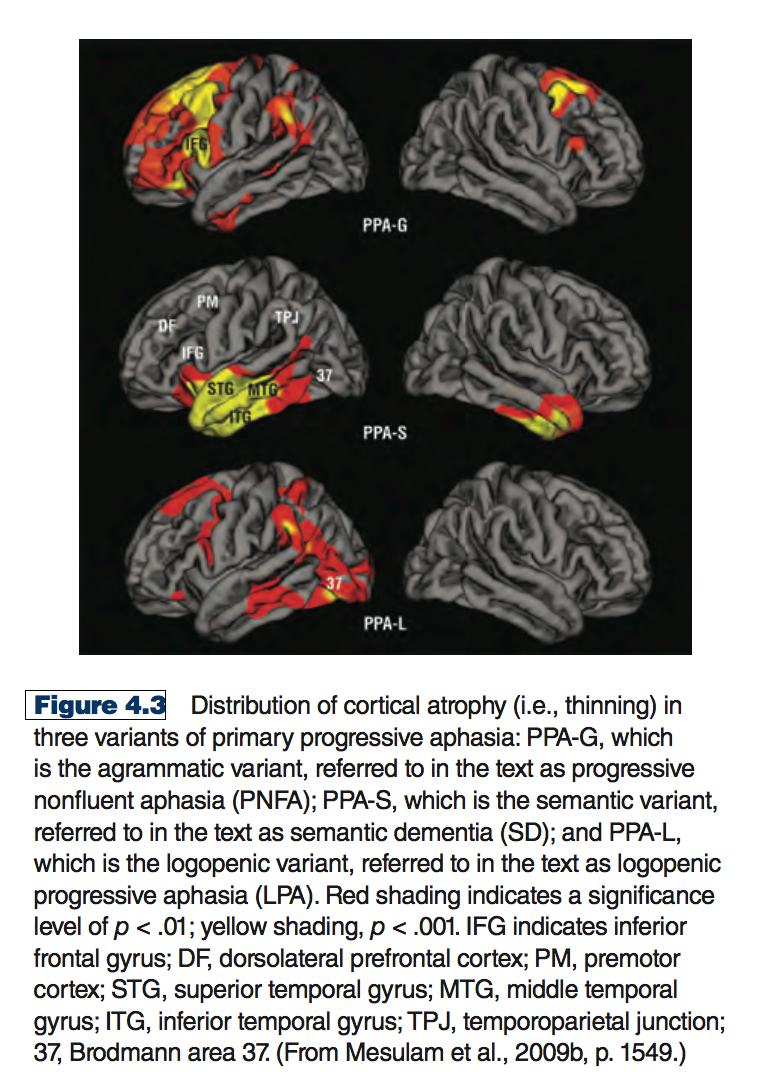 IFG
PPA-G
PM
DF
TPJ
IFG
37
STG MTG
ITG
PPA-S
37
PPA-L
Figure 4.3 Distribution of cortical atrophy (i.e., thinning) in
three variants of primary progressive aphasia: PPA-G, which
is the agrammatic variant, referred to in the text as progressive
nonfluent aphasia (PNFA); PPA-S, which is the semantic variant,
referred to in the text as semantic dementia (SD); and PPA-L,
which is the logopenic variant, referred to in the text as logopenic
progressive aphasia (LPA). Red shading indicates a significance
level of p < .01; yellow shading, p < .001. IFG indicates inferior
frontal gyrus; DF, dorsolateral prefrontal cortex; PM, premotor
cortex; STG, superior temporal gyrus; MTG, middle temporal
gyrus; ITG, inferior temporal gyrus; TPJ, temporoparietal junction;
37, Brodmann area 37. (From Mesulam et al., 2009b, p. 1549.)